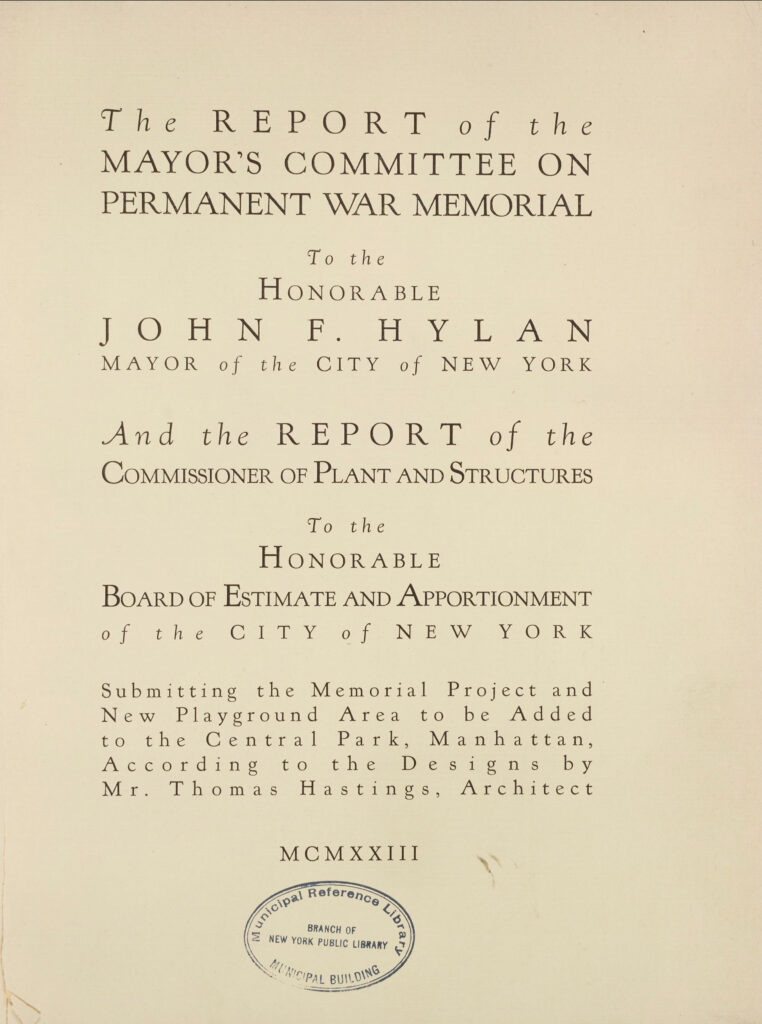 The REPORT of the
MAYOR'S COMMITTEE ON
PERMANENT WAR MEMORIAL
To the
HONORABLE
JOHN F. HYLAN
MAYOR of the CITY of NEW YORK
And the REPORT of the
COMMISSIONER OF PLANT AND STRUCTURES
To the
HONORABLE
BOARD OF ESTIMATE AND APPORTIONMENT
of the CITY of NEW YORK
Submitting the Memorial Project and
New Playground Area to be Added
to the Central Park, Manhattan,
According to the Designs by
Mr. Thomas Hastings, Architect
MCMXXIII
Municipal Reference Library
BRANCH OF
NEW YORK PUBLIC LIBRARY
MUNICIPAL BUILDING